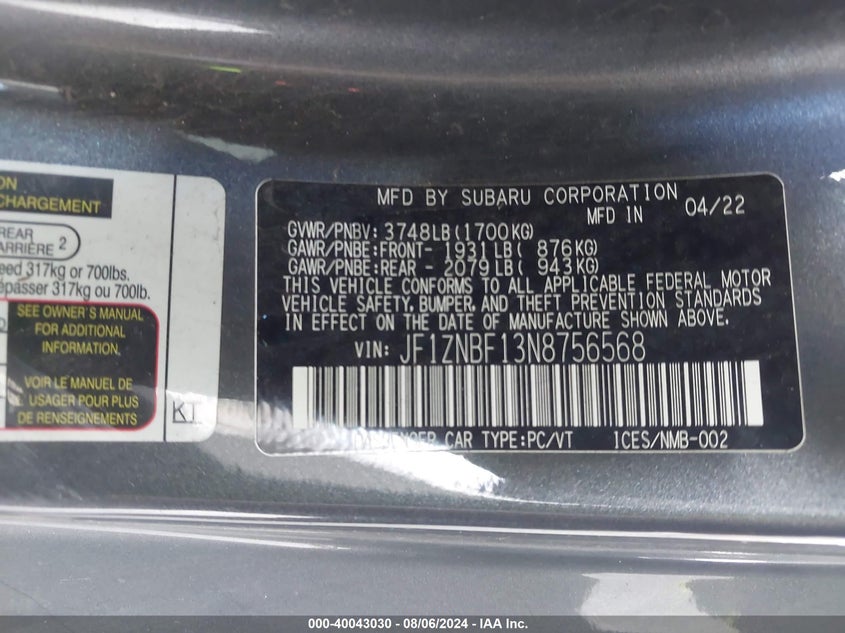 ON
CHARGEMENT
REAR
ARRIÈRE 2
eed 317kg or 700lbs.
épasser 317kg ou 700lb.
SEE OWNER'S MANUAL
FOR ADDITIONAL
INFORMATION.
VOIR LE MANUEL DE
L'USAGER POUR PLUS
DE RENSEIGNEMENTS
KT
MFD BY SUBARU CORPORATION
MFD IN 04/22
GVWR/PNBV: 3748LB(1700KG)
GAWR/PNBE:FRONT- 1931LB( 876KG)
GAWR/PNBE:REAR - 2079LB( 943KG)
THIS VEHICLE CONFORMS TO ALL APPLICABLE FEDERAL MOTOR
VEHICLE SAFETY, BUMPER, AND THEFT PREVENTION STANDARDS
IN EFFECT ON THE DATE OF MANUFACTURE SHOWN ABOVE.
VIN: JF1ZNBF13N8756568
PASSENGER CAR TYPE:PC/VT ICES/NMB-002
000-40043030 - 08/06/2024 - IAA Inc.